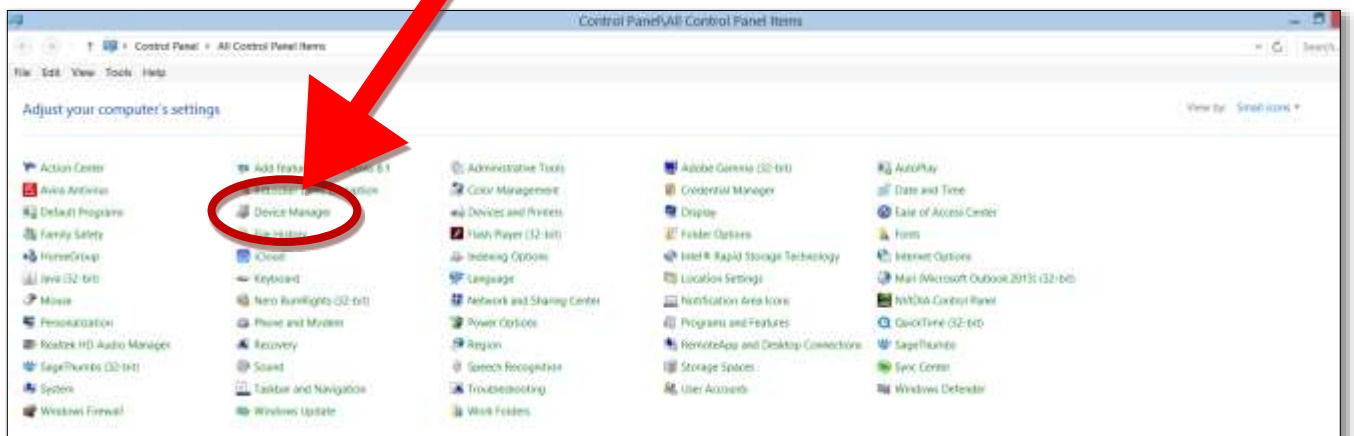 Control Panel\All Control Panel Items
Control Panel All Control Panel Items
Search
File Edit View Tools Help
Adjust your computer's settings
View by: Small icons
Action Center Add features Windows 8.1 Administrative Tools Adobe Gamma (32-bit) AutoPlay
Avira Antivirus Color Management Credential Manager Date and Time
Default Programs Device Manager Devices and Printers Display Ease of Access Center
Family Safety File History Flash Player (32-bit) Folder Options Fonts
HomeGroup iCloud Indexing Options Intel® Rapid Storage Technology Internet Options
Java (32-bit) Keyboard Language Location Settings Mail (Microsoft Outlook 2013) (32-bit)
Mouse Nero BurnRights (32-bit) Network and Sharing Center Notification Area Icons NVIDIA Control Panel
Personalization Phone and Modem Power Options Programs and Features QuickTime (32-bit)
Realtek HD Audio Manager Recovery Region RemoteApp and Desktop Connections SageThumbs
SageThumbs (32-bit) Sound Speech Recognition Storage Spaces Sync Center
System Taskbar and Navigation Troubleshooting User Accounts Windows Defender
Windows Firewall Windows Update Work Folders